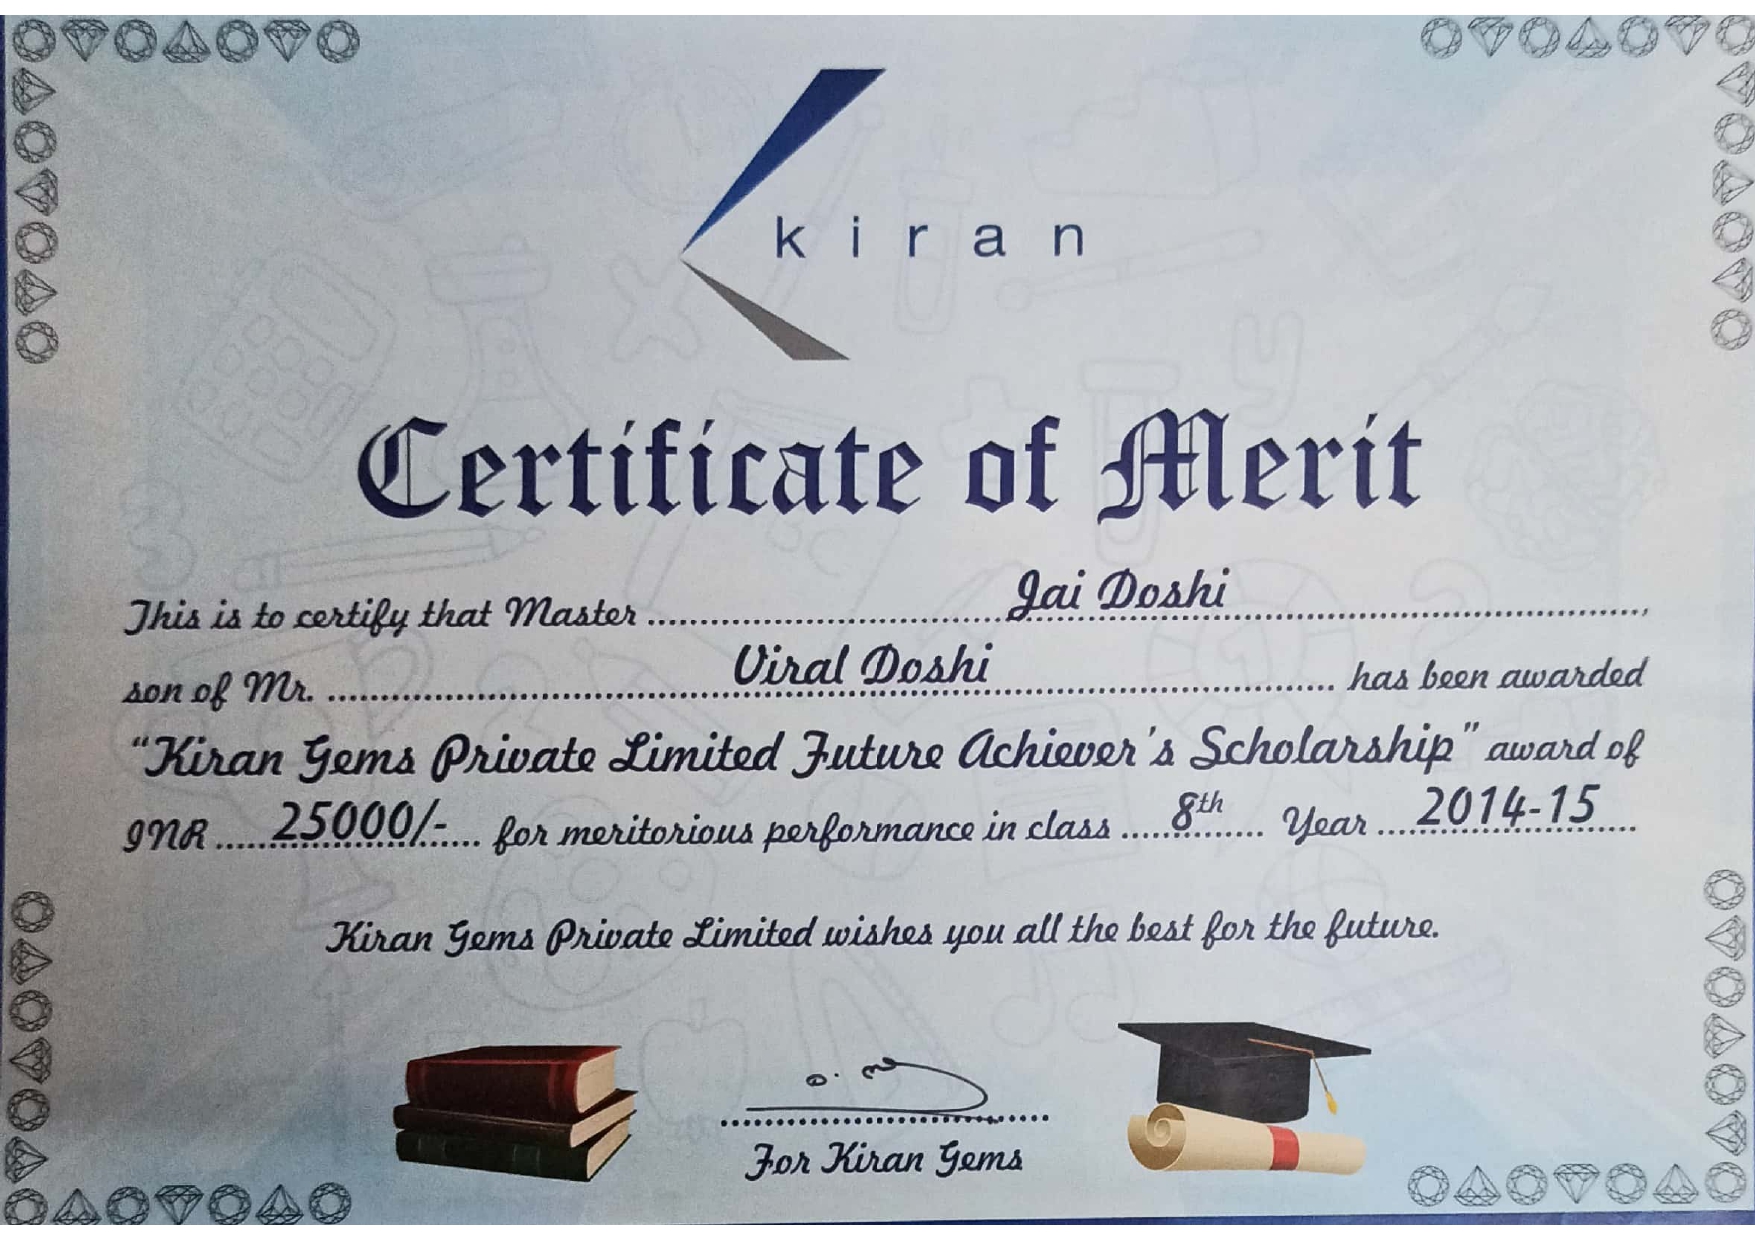 kiran
Certificate of Merit
This is to certify that Master .......... Jai Doshi ..........,
son of Mr. .......... Viral Doshi .......... has been awarded
"Kiran Gems Private Limited Future Achiever's Scholarship" award of
INR ..... 25000/- ..... for meritorious performance in class ..... 8th ..... Year ..... 2014-15 .....
Kiran Gems Private Limited wishes you all the best for the future.
For Kiran Gems